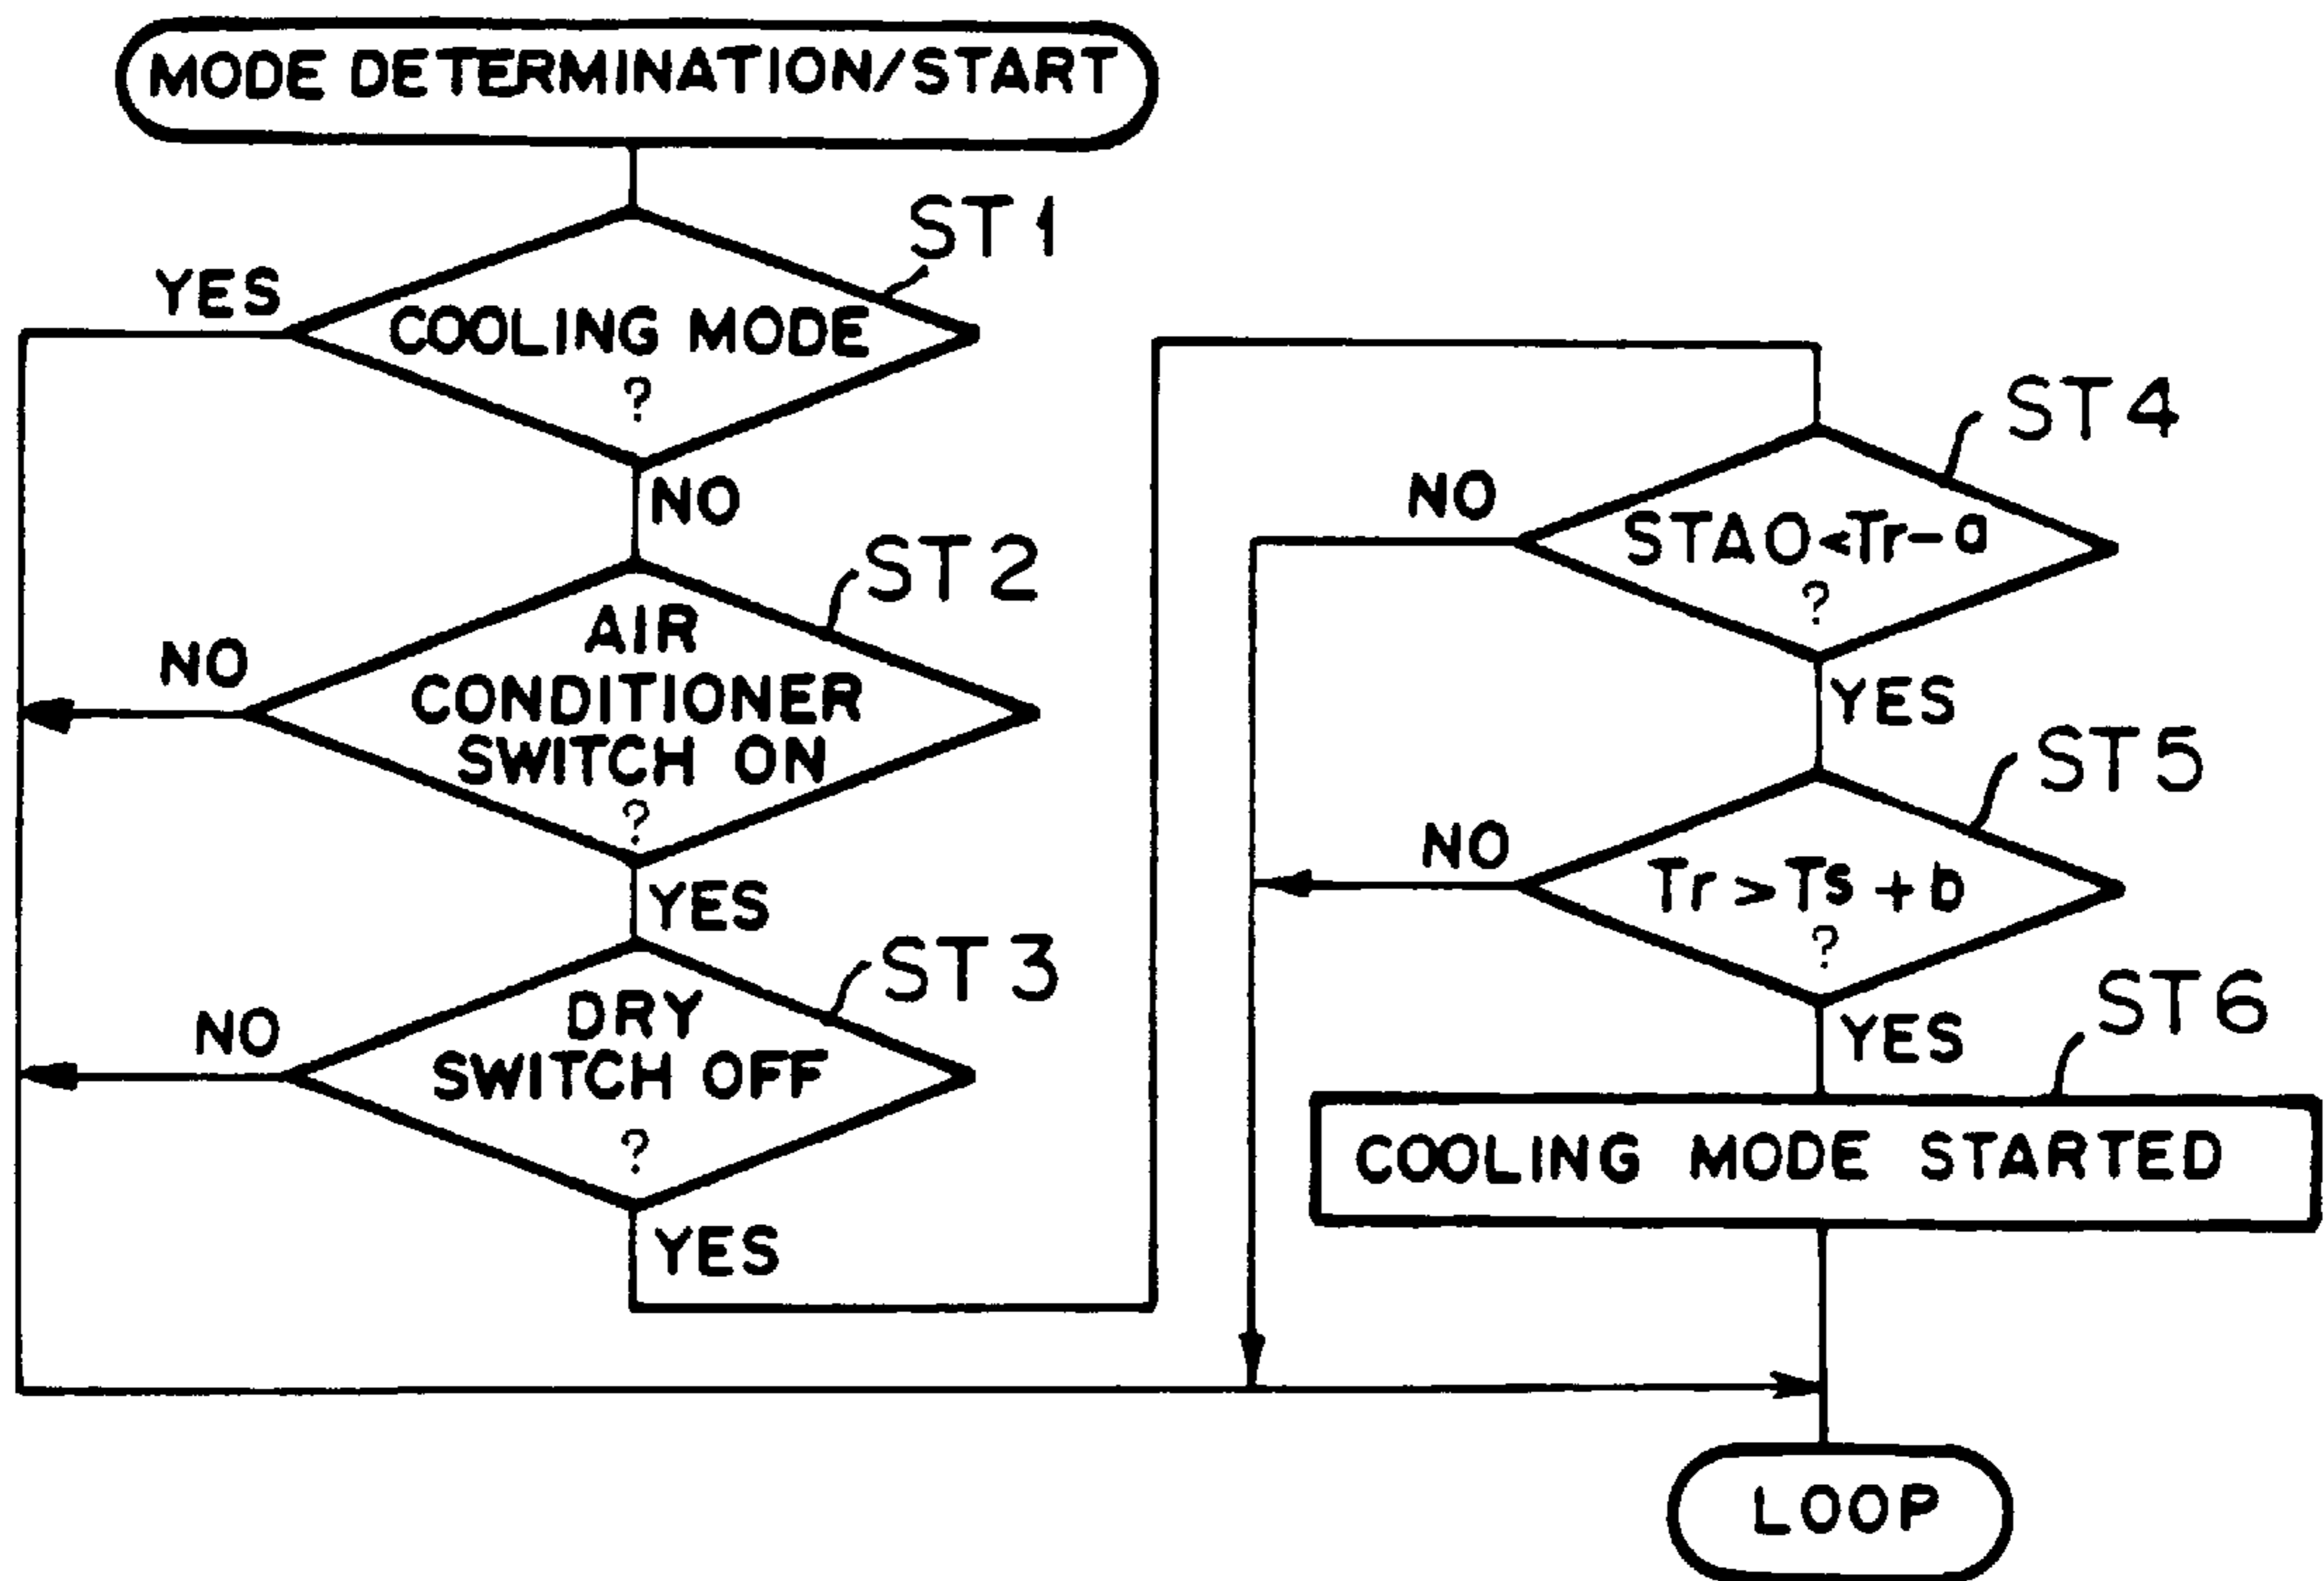 MODE DETERMINATION/START
ST1
YES
COOLING MODE
?
NO
ST2
AIR
CONDITIONER
SWITCH ON
?
NO
YES
ST3
DRY
SWITCH OFF
?
NO
YES
ST4
NO
STAO<Tr-a
?
YES
ST5
NO
Tr>Ts+b
?
YES
ST6
COOLING MODE STARTED
LOOP